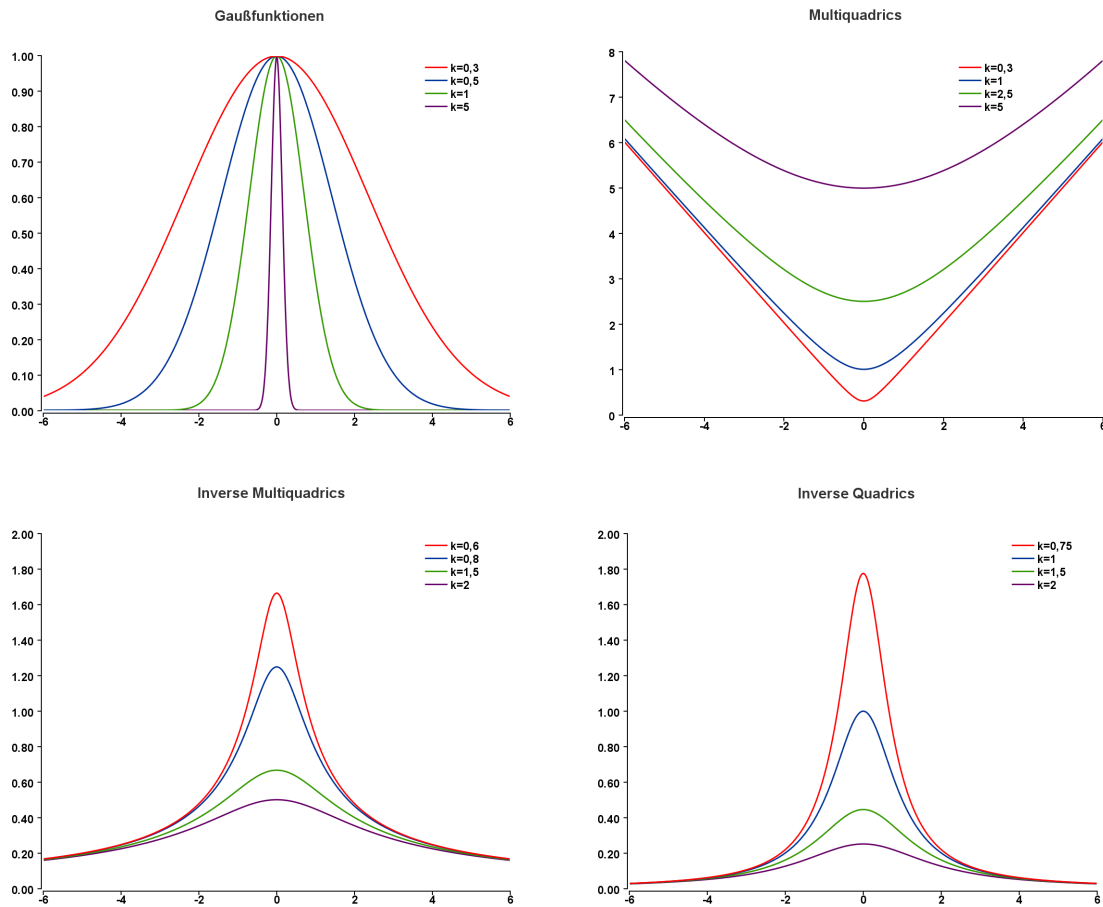 Gaußfunktionen
1.00
0.90
0.80
0.70
0.60
0.50
0.40
0.30
0.20
0.10
0.00
-6 -4 -2 0 2 4 6
k=0,3
k=0,5
k=1
k=5
Multiquadrics
8
7
6
5
4
3
2
1
0
-6 -4 -2 0 2 4 6
k=0,3
k=1
k=2,5
k=5
Inverse Multiquadrics
2.00
1.80
1.60
1.40
1.20
1.00
0.80
0.60
0.40
0.20
0.00
-6 -4 -2 0 2 4 6
k=0,6
k=0,8
k=1,5
k=2
Inverse Quadrics
2.00
1.80
1.60
1.40
1.20
1.00
0.80
0.60
0.40
0.20
0.00
-6 -4 -2 0 2 4 6
k=0,75
k=1
k=1,5
k=2